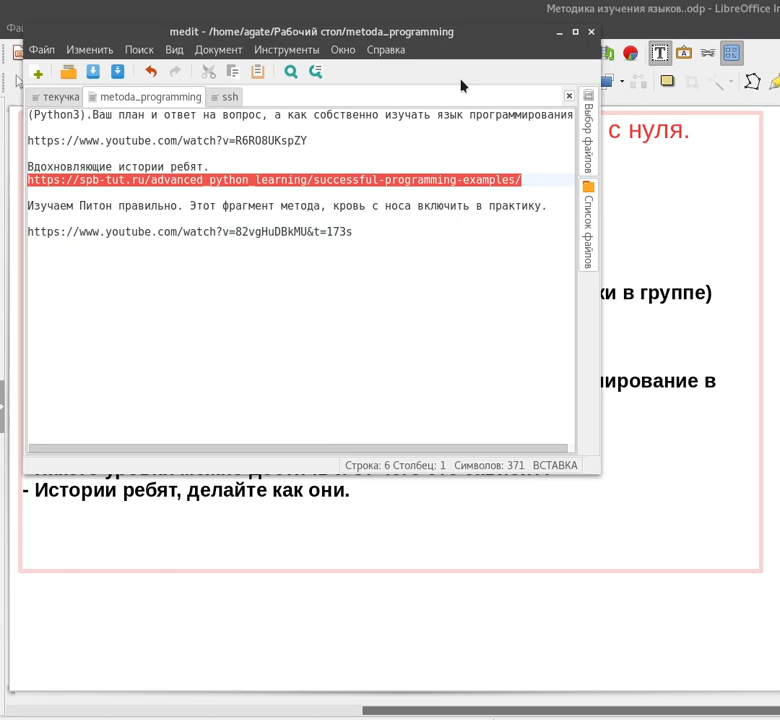 Методика изучения языков..odp - LibreOffice In
medit - /home/agate/Рабочий стол/metoda_programming
Файл Изменить Поиск Вид Документ Инструменты Окно Справка
текучка metoda_programming ssh
(Python3).Ваш план и ответ на вопрос, а как собственно изучать язык программирования
https://www.youtube.com/watch?v=R6RO8UKspZY
Вдохновляющие истории ребят.
https://spb-tut.ru/advanced_python_learning/successful-programming-examples/
Изучаем Питон правильно. Этот фрагмент метода, кровь с носа включить в практику.
https://www.youtube.com/watch?v=82vgHuDBkMU&t=173s
Выбор файлов
Список файлов
Строка: 6 Столбец: 1 Символов: 371 ВСТАВКА
с нуля.
ки в группе)
мирование в
- Истории ребят, делайте как они.